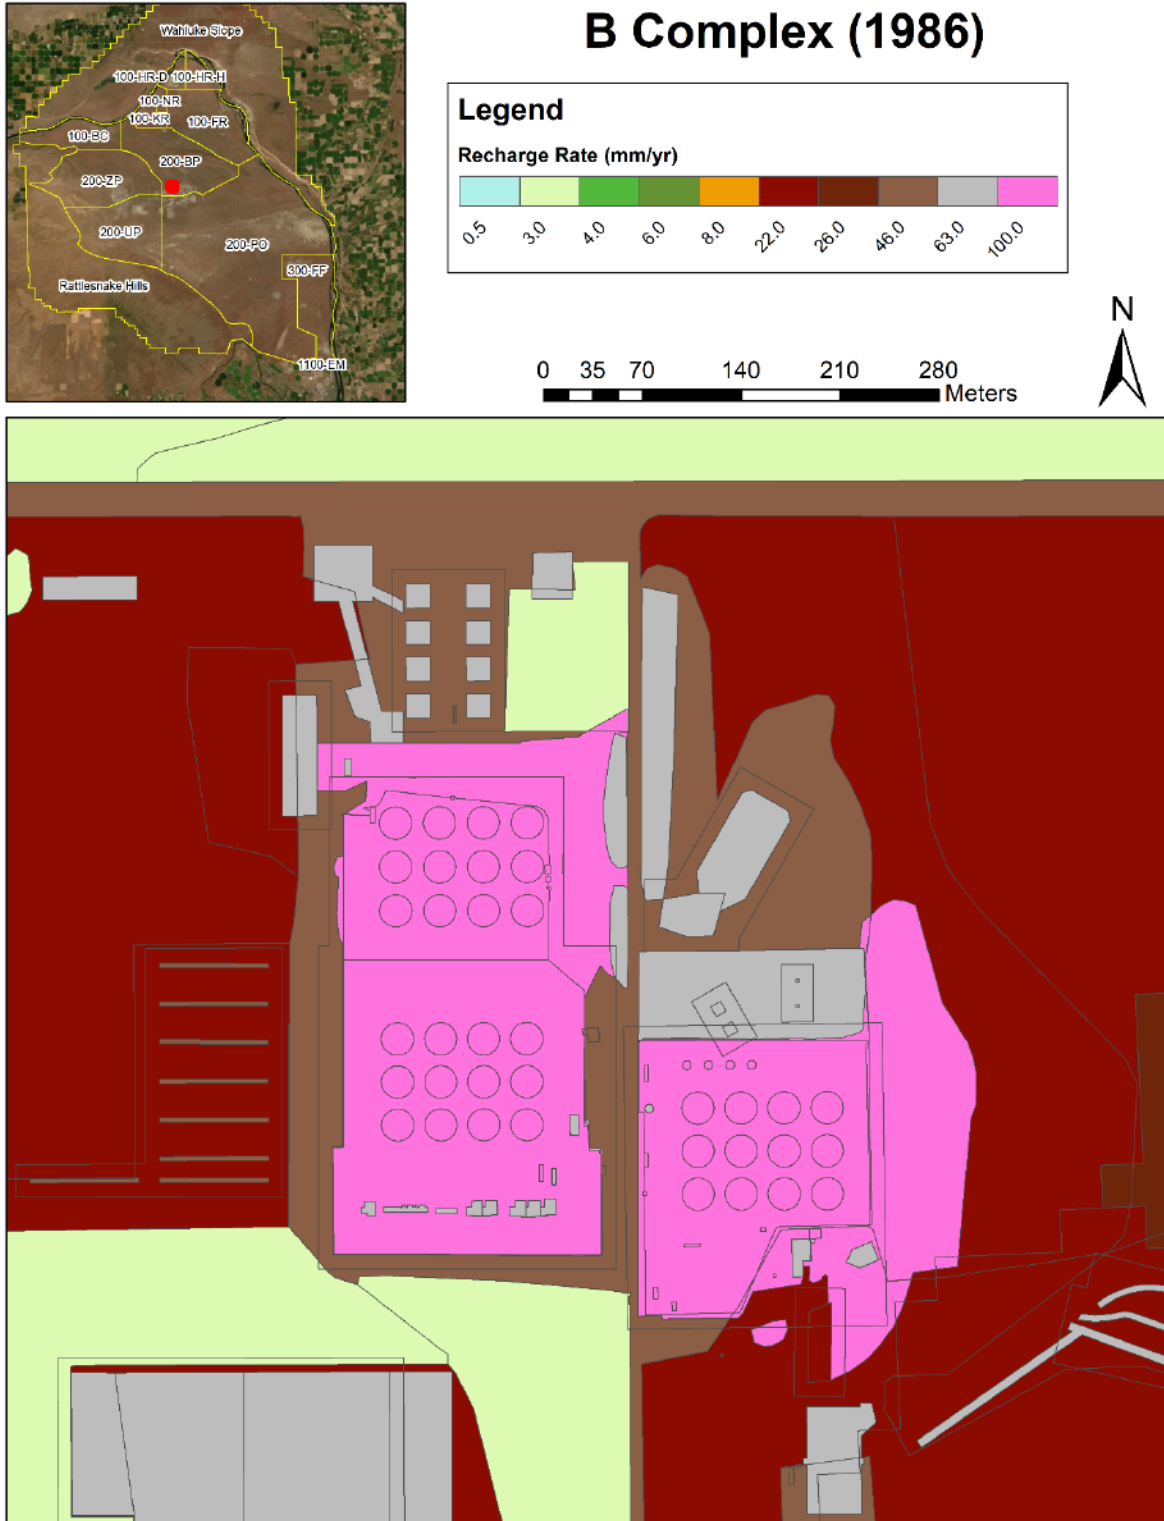 B Complex (1986)
Wahluke Slope
100-HR-D
100-HR-H
100-NR
100-KR
100-FR
100-BC
200-BP
200-ZP
200-UP
200-PO
300-FF
Rattlesnake Hills
1100-EM
Legend
Recharge Rate (mm/yr)
0.5 3.0 4.0 6.0 8.0 22.0 26.0 46.0 63.0 100.0
N
0 35 70 140 210 280
Meters